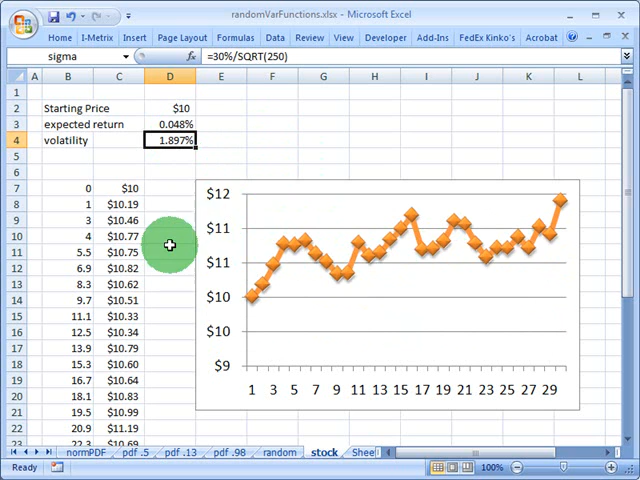 randomVarFunctions.xlsx - Microsoft Excel
Home I-Metrix Insert Page Layout Formulas Data Review View Developer Add-Ins FedEx Kinko's Acrobat
sigma fx =30%/SQRT(250)
A B C D E F G H I J K L
1
2 Starting Price $10
3 expected return 0.048%
4 volatility 1.897%
5
6
7 0 $10
8 1 $10.19
9 3 $10.46
10 4 $10.77
11 5.5 $10.75
12 6.9 $10.82
13 8.3 $10.62
14 9.7 $10.51
15 11.1 $10.33
16 12.5 $10.34
17 13.9 $10.79
18 15.3 $10.60
19 16.7 $10.64
20 18.1 $10.83
21 19.5 $10.99
22 20.9 $11.19
23 22.3 $10.69
$12
$11
$11
$10
$10
$9
1 3 5 7 9 11 13 15 17 19 21 23 25 27 29
normPDF pdf .5 pdf .13 pdf .98 random stock Shee
Ready 100%